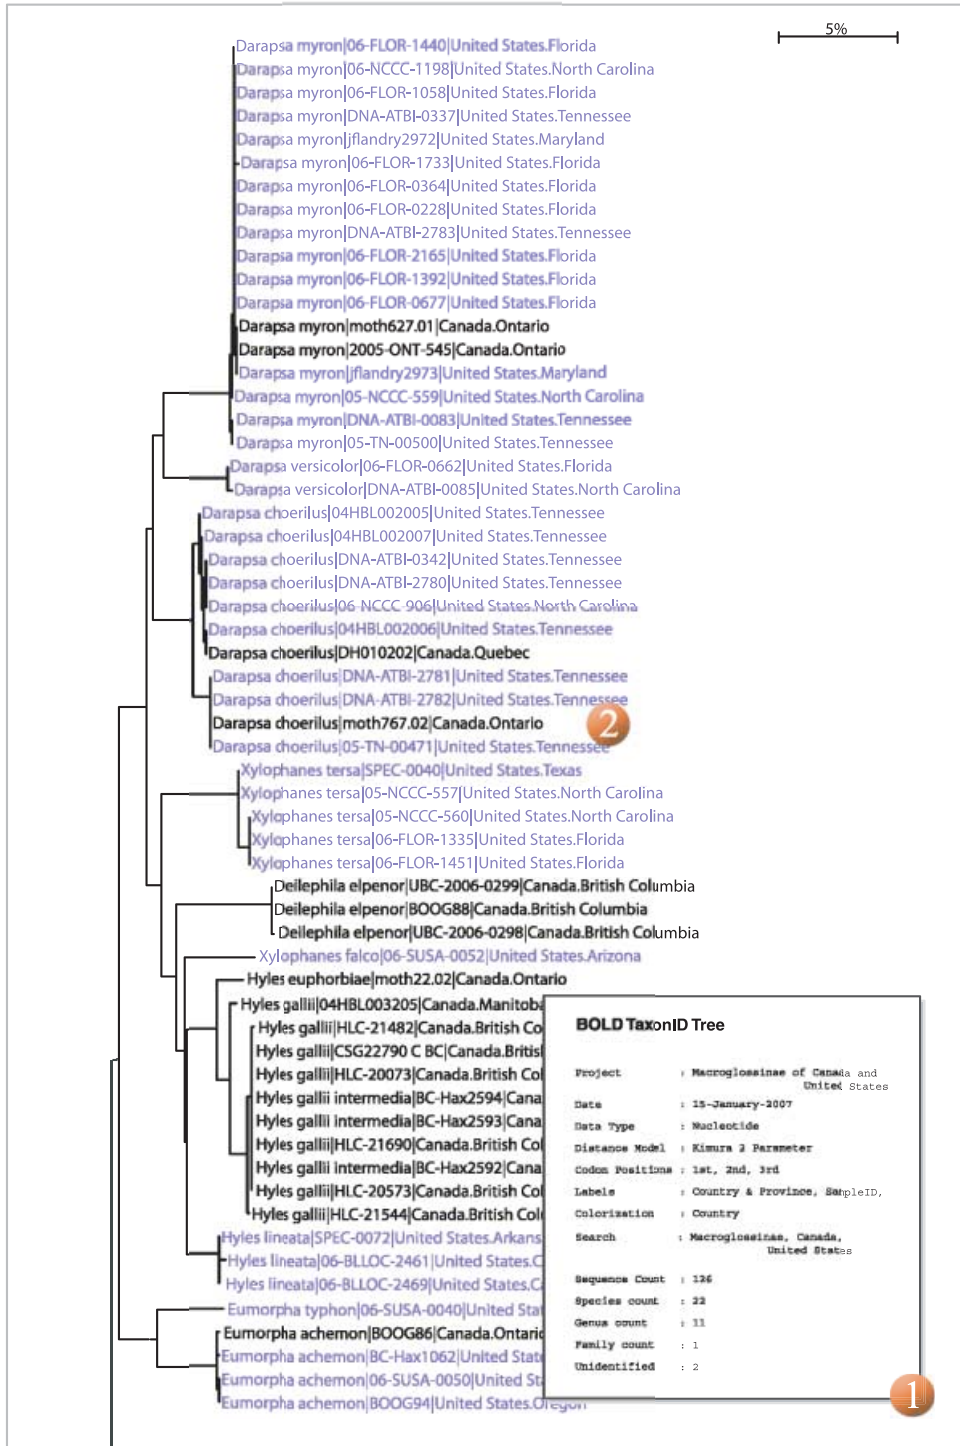 5%
Darapsa myron|06-FLOR-1440|United States.Florida
Darapsa myron|06-NCCC-1198|United States.North Carolina
Darapsa myron|06-FLOR-1058|United States.Florida
Darapsa myron|DNA-ATBI-0337|United States.Tennessee
Darapsa myron|jflandry2972|United States.Maryland
Darapsa myron|06-FLOR-1733|United States.Florida
Darapsa myron|06-FLOR-0364|United States.Florida
Darapsa myron|06-FLOR-0228|United States.Florida
Darapsa myron|DNA-ATBI-2783|United States.Tennessee
Darapsa myron|06-FLOR-2165|United States.Florida
Darapsa myron|06-FLOR-1392|United States.Florida
Darapsa myron|06-FLOR-0677|United States.Florida
Darapsa myron|moth627.01|Canada.Ontario
Darapsa myron|2005-ONT-545|Canada.Ontario
Darapsa myron|jflandry2973|United States.Maryland
Darapsa myron|05-NCCC-559|United States.North Carolina
Darapsa myron|DNA-ATBI-0083|United States.Tennessee
Darapsa myron|05-TN-00500|United States.Tennessee
Darapsa versicolor|06-FLOR-0662|United States.Florida
Darapsa versicolor|DNA-ATBI-0085|United States.North Carolina
Darapsa choerilus|04HBL002005|United States.Tennessee
Darapsa choerilus|04HBL002007|United States.Tennessee
Darapsa choerilus|DNA-ATBI-0342|United States.Tennessee
Darapsa choerilus|DNA-ATBI-2780|United States.Tennessee
Darapsa choerilus|06-NCCC-906|United States.North Carolina
Darapsa choerilus|04HBL002006|United States.Tennessee
Darapsa choerilus|DH010202|Canada.Quebec
Darapsa choerilus|DNA-ATBI-2781|United States.Tennessee
Darapsa choerilus|DNA-ATBI-2782|United States.Tennessee
Darapsa choerilus|moth767.02|Canada.Ontario
2
Darapsa choerilus|05-TN-00471|United States.Tennessee
Xylophanes tersa|SPEC-0040|United States.Texas
Xylophanes tersa|05-NCCC-557|United States.North Carolina
Xylophanes tersa|05-NCCC-560|United States.North Carolina
Xylophanes tersa|06-FLOR-1335|United States.Florida
Xylophanes tersa|06-FLOR-1451|United States.Florida
Deilephila elpenor|UBC-2006-0299|Canada.British Columbia
Deilephila elpenor|BOOG88|Canada.British Columbia
Deilephila elpenor|UBC-2006-0298|Canada.British Columbia
Xylophanes falco|06-SUSA-0052|United States.Arizona
Hyles euphorbiae|moth22.02|Canada.Ontario
Hyles gallii|04HBL003205|Canada.Manitoba
Hyles gallii|HLC-21482|Canada.British Co
Hyles gallii|CSG22790 C BC|Canada.British
Hyles gallii|HLC-20073|Canada.British Col
Hyles gallii intermedia|BC-Hax2594|Cana
Hyles gallii intermedia|BC-Hax2593|Cana
Hyles gallii|HLC-21690|Canada.British Col
Hyles gallii intermedia|BC-Hax2592|Cana
Hyles gallii|HLC-20573|Canada.British Col
Hyles gallii|HLC-21544|Canada.British Col
Hyles lineata|SPEC-0072|United States.Arkans
Hyles lineata|06-BLLOC-2461|United States.C
Hyles lineata|06-BLLOC-2469|United States.C
Eumorpha typhon|06-SUSA-0040|United Stat
Eumorpha achemon|BOOG86|Canada.Ontario
Eumorpha achemon|BC-Hax1062|United State
Eumorpha achemon|06-SUSA-0050|United St
Eumorpha achemon|BOOG94|United States.Oregon
BOLD TaxonID Tree
Project : Macroglossinae of Canada and
United States
Date : 15-January-2007
Data Type : Nucleotide
Distance Model : Kimura 2 Parameter
Codon Positions : 1st, 2nd, 3rd
Labels : Country & Province, SampleID,
Colorization : Country
Search : Macroglossinae, Canada,
United States
Sequence Count : 126
Species count : 22
Genus count : 11
Family count : 1
Unidentified : 2
1